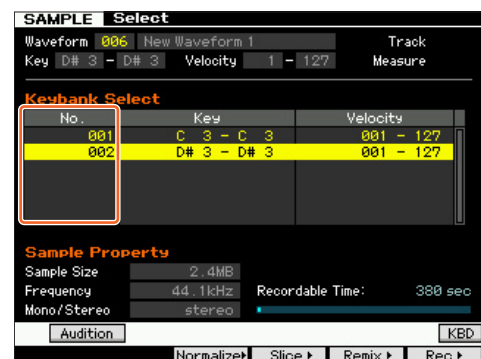 SAMPLE Select
Waveform 006 New Waveform 1 Track
Key D# 3 – D# 3 Velocity 1 – 127 Measure
Keybank Select
No. Key Velocity
001 C 3 – C 3 001 – 127
002 D# 3 – D# 3 001 – 127
Sample Property
Sample Size 2.4MB
Frequency 44.1kHz Recordable Time: 380 sec
Mono/Stereo stereo
Audition KBD
Normalize Slice Remix Rec